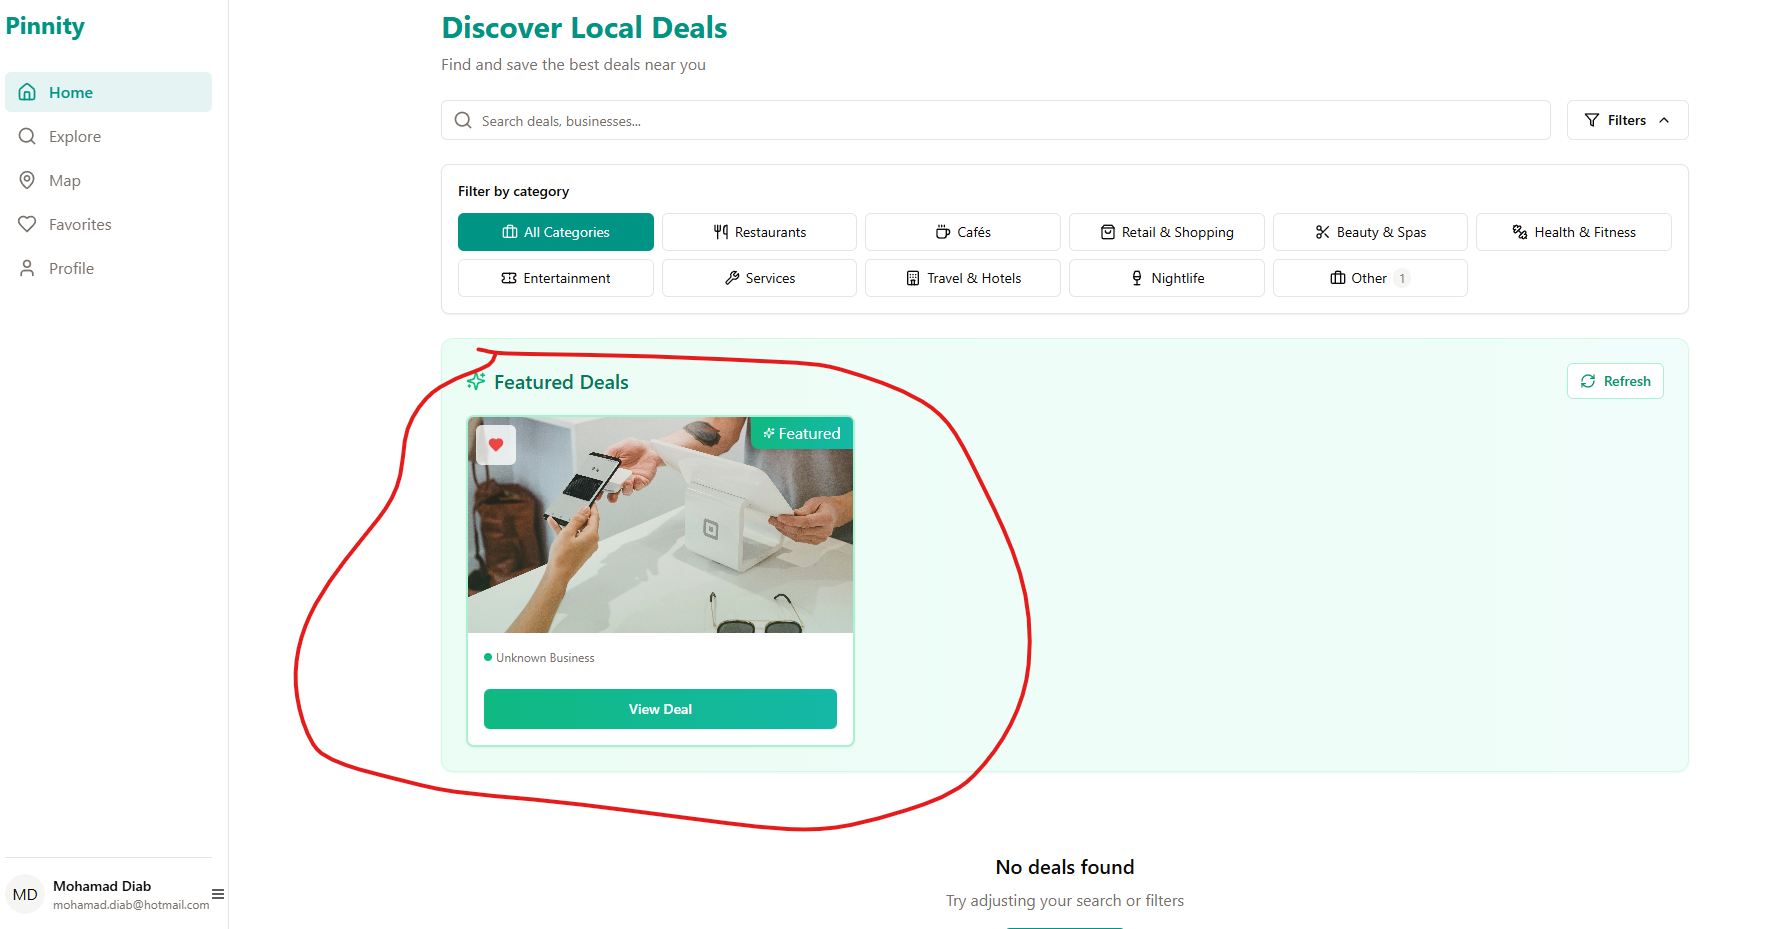 Pinnity
Home
Explore
Map
Favorites
Profile
Mohamad Diab
MD
mohamad.diab@hotmail.com
Discover Local Deals
Find and save the best deals near you
Search deals, businesses...
Filters
Filter by category
All Categories
Restaurants
Cafés
Retail & Shopping
Beauty & Spas
Health & Fitness
Entertainment
Services
Travel & Hotels
Nightlife
Other 1
Featured Deals
Refresh
Featured
Unknown Business
View Deal
No deals found
Try adjusting your search or filters